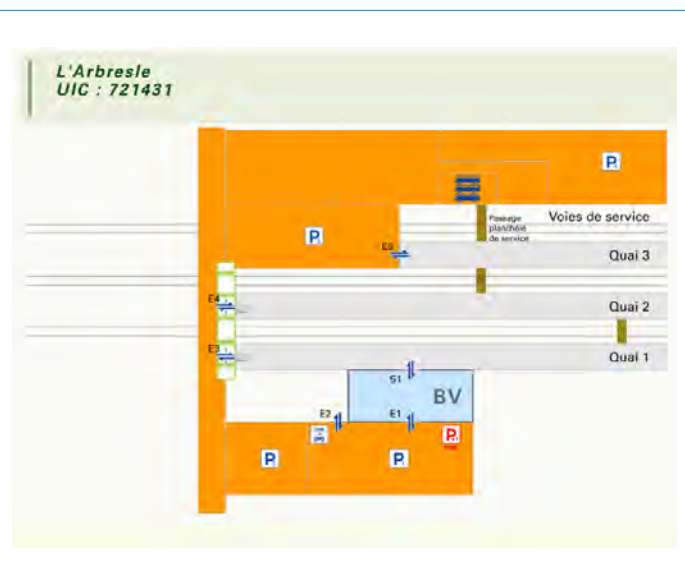 L'Arbresle
UIC : 721431
P
Voies de service
Passage
planchéié
de service
P
E5
Quai 3
E4
Quai 2
E3
Quai 1
S1
BV
E2
E1
P
P
P